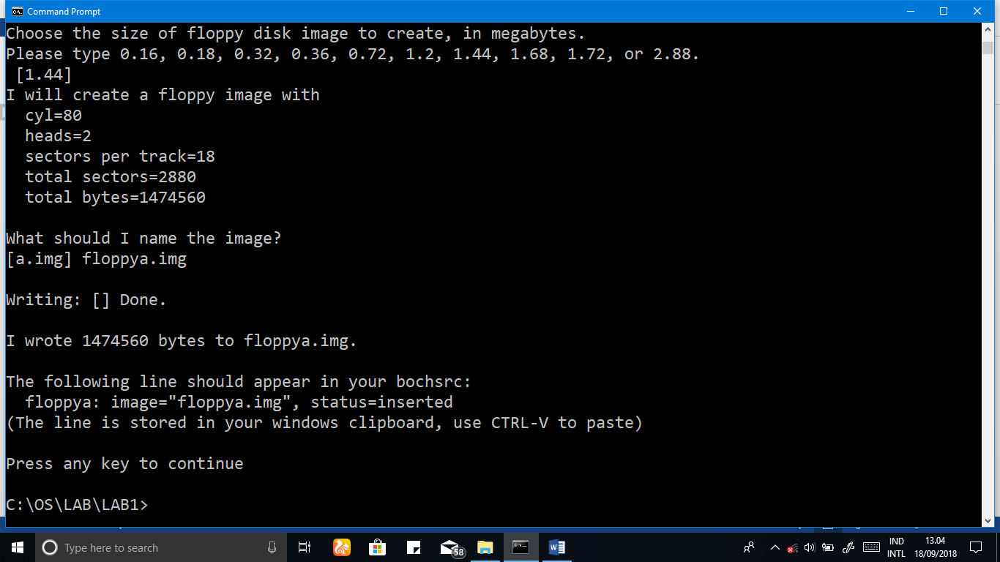 Command Prompt
Choose the size of floppy disk image to create, in megabytes.
Please type 0.16, 0.18, 0.32, 0.36, 0.72, 1.2, 1.44, 1.68, 1.72, or 2.88.
[1.44]
I will create a floppy image with
cyl=80
heads=2
sectors per track=18
total sectors=2880
total bytes=1474560
What should I name the image?
[a.img] floppya.img
Writing: [] Done.
I wrote 1474560 bytes to floppya.img.
The following line should appear in your bochsrc:
floppya: image="floppya.img", status=inserted
(The line is stored in your windows clipboard, use CTRL-V to paste)
Press any key to continue
C:\OS\LAB\LAB1>
Type here to search
58
IND
INTL
13.04
18/09/2018